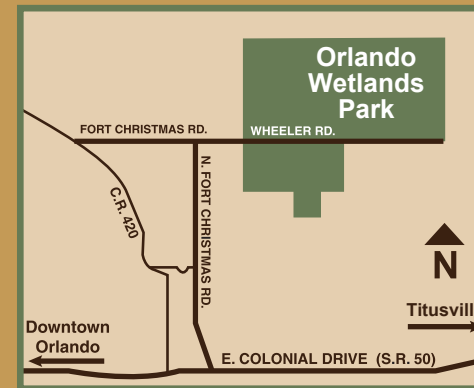 Orlando
Wetlands
Park
FORT CHRISTMAS RD.
WHEELER RD.
N. FORT CHRISTMAS RD.
C.R. 420
N
Titusvill
Downtown
Orlando
E. COLONIAL DRIVE (S.R. 50)